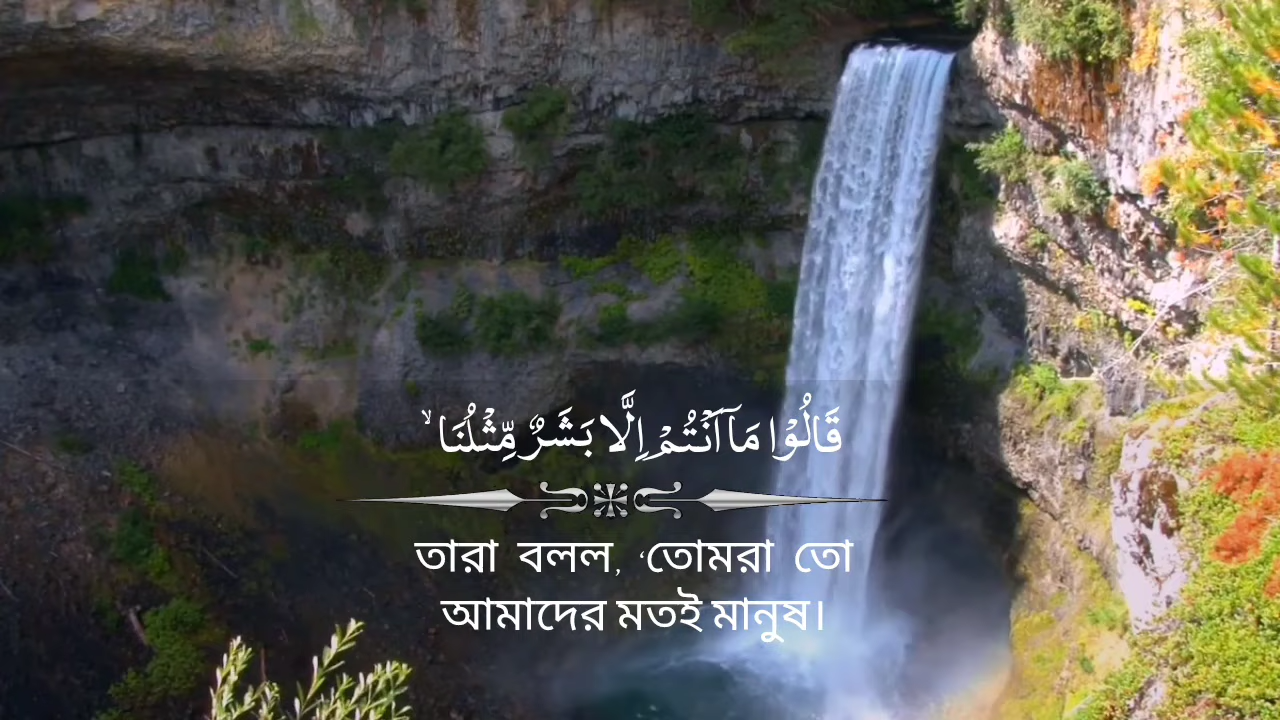 قَالُوْا مَاۤ اَنْتُمْ اِلَّا بَشَرٌ مِّثْلُنَا ۙ
তারা বলল, ‘তোমরা তো
আমাদের মতই মানুষ।